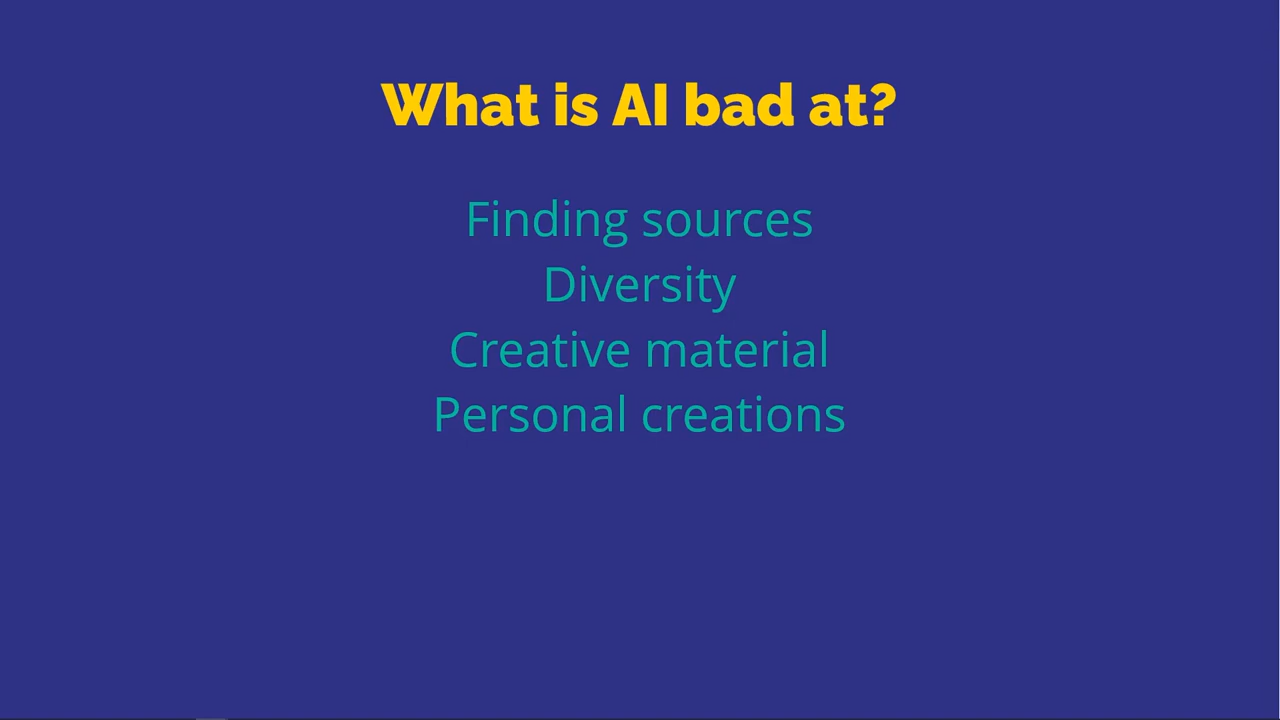 What is AI bad at?
Finding sources
Diversity
Creative material
Personal creations